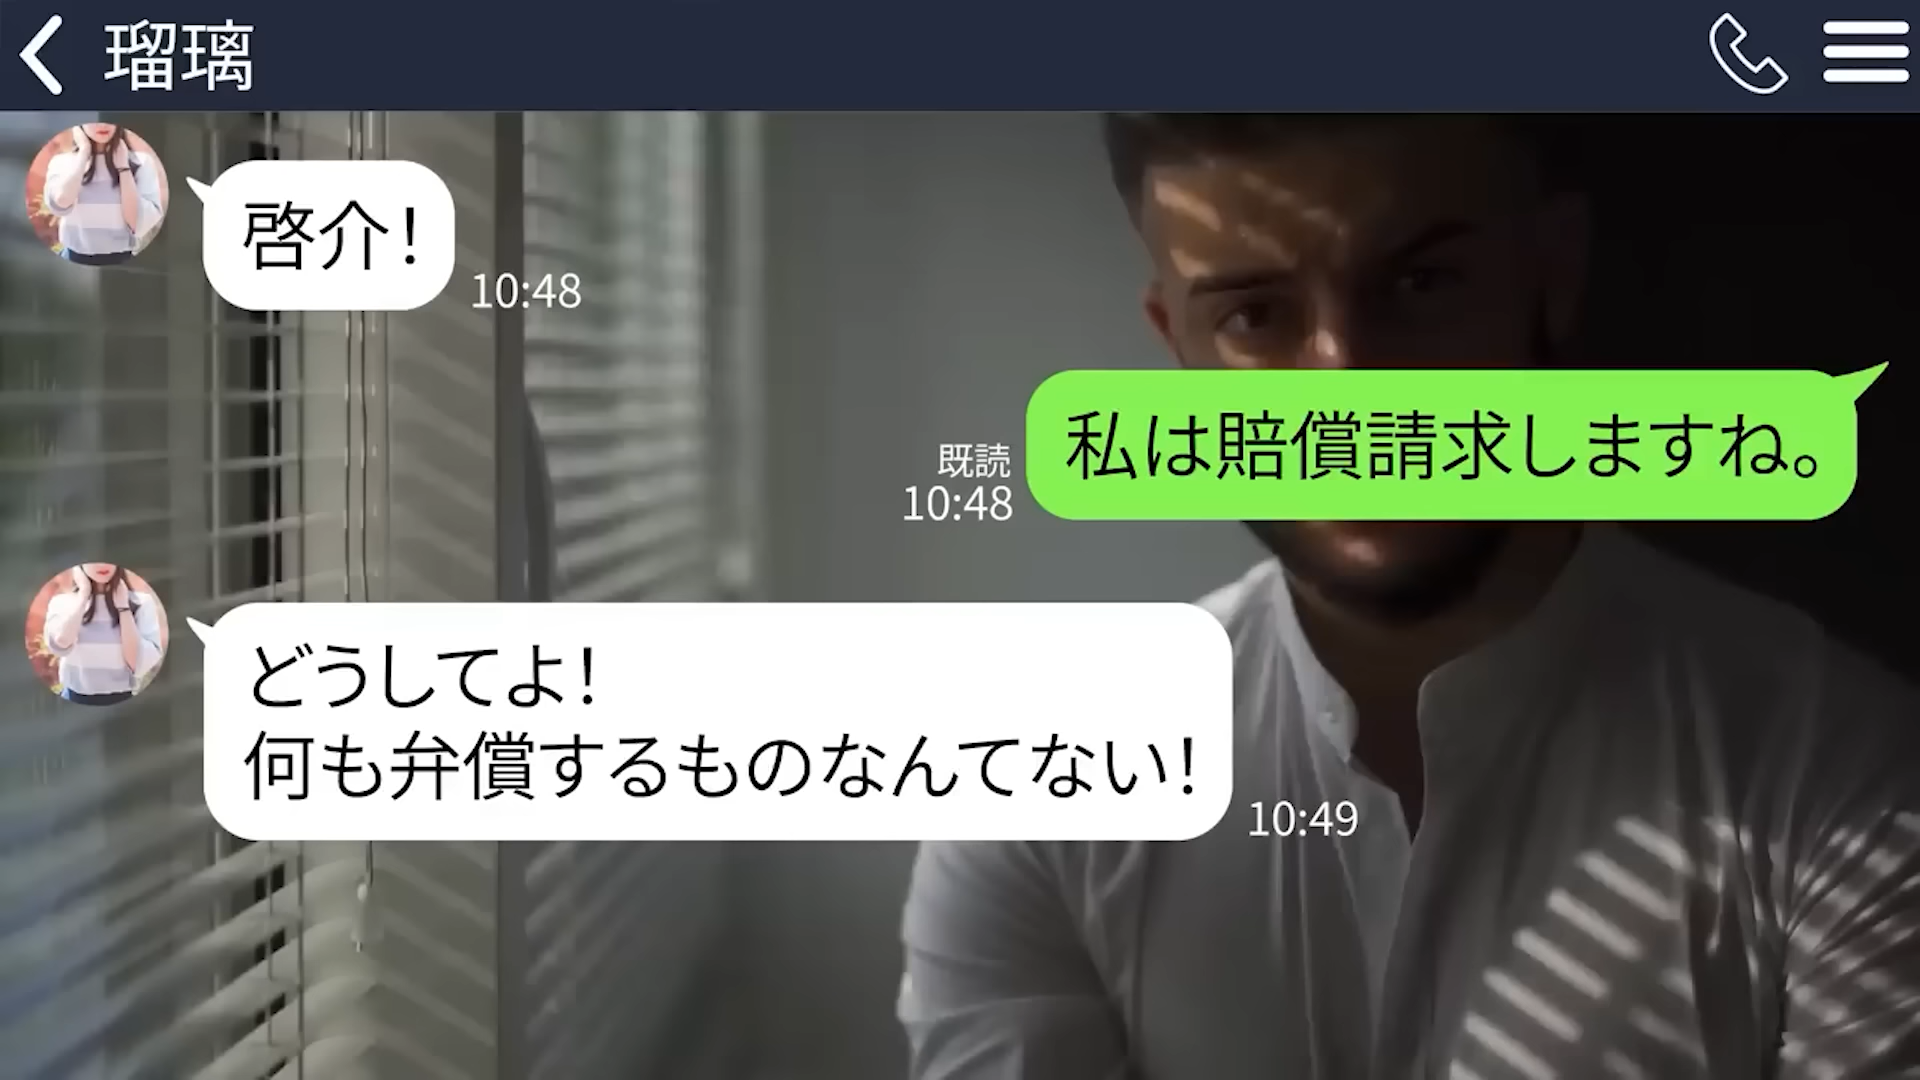 瑠璃
啓介!
10:48
私は賠償請求しますね。
既読
10:48
どうしてよ!
何も弁償するものなんてない!
10:49